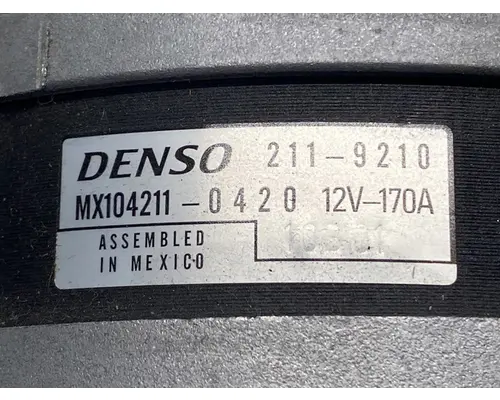 DENSO 211-9210
MX104211-0420 12V-170A
ASSEMBLED
IN MEXICO